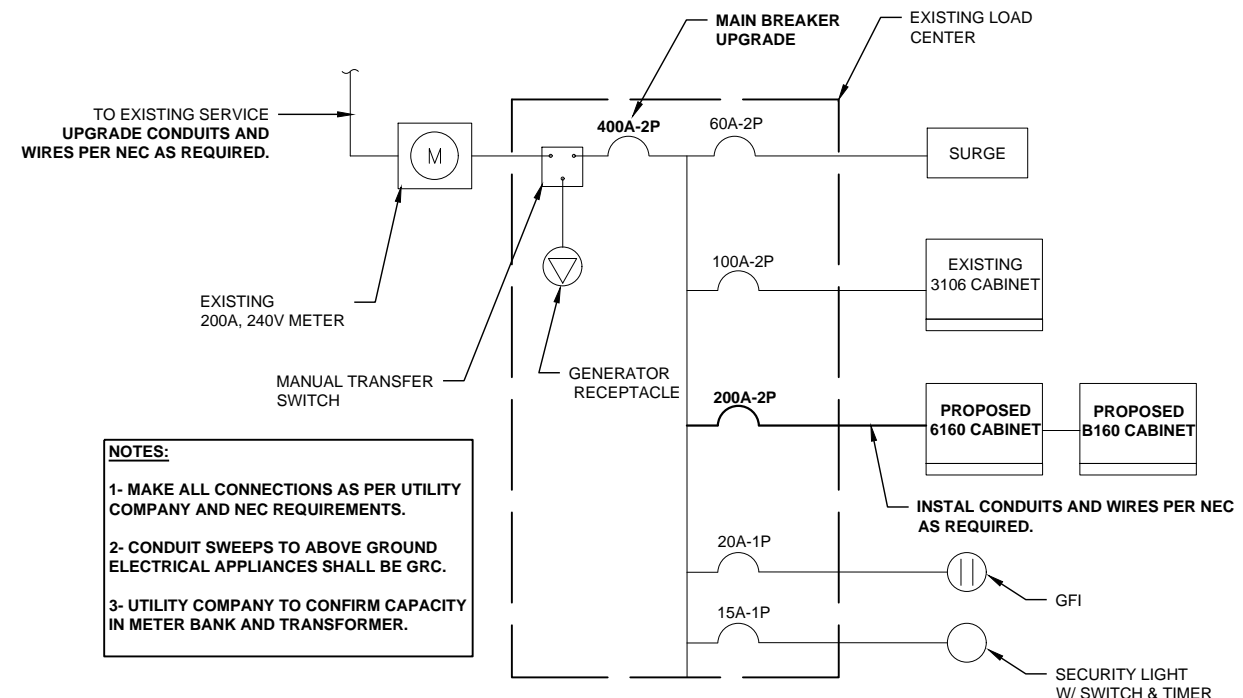 MAIN BREAKER
UPGRADE
EXISTING LOAD
CENTER
TO EXISTING SERVICE
UPGRADE CONDUITS AND
WIRES PER NEC AS REQUIRED.
400A-2P
60A-2P
M
SURGE
100A-2P
EXISTING
3106 CABINET
EXISTING
200A, 240V METER
MANUAL TRANSFER
SWITCH
GENERATOR
RECEPTACLE
200A-2P
PROPOSED
6160 CABINET
PROPOSED
B160 CABINET
NOTES:
1- MAKE ALL CONNECTIONS AS PER UTILITY
COMPANY AND NEC REQUIREMENTS.
2- CONDUIT SWEEPS TO ABOVE GROUND
ELECTRICAL APPLIANCES SHALL BE GRC.
3- UTILITY COMPANY TO CONFIRM CAPACITY
IN METER BANK AND TRANSFORMER.
INSTAL CONDUITS AND WIRES PER NEC
AS REQUIRED.
20A-1P
GFI
15A-1P
SECURITY LIGHT
W/ SWITCH & TIMER